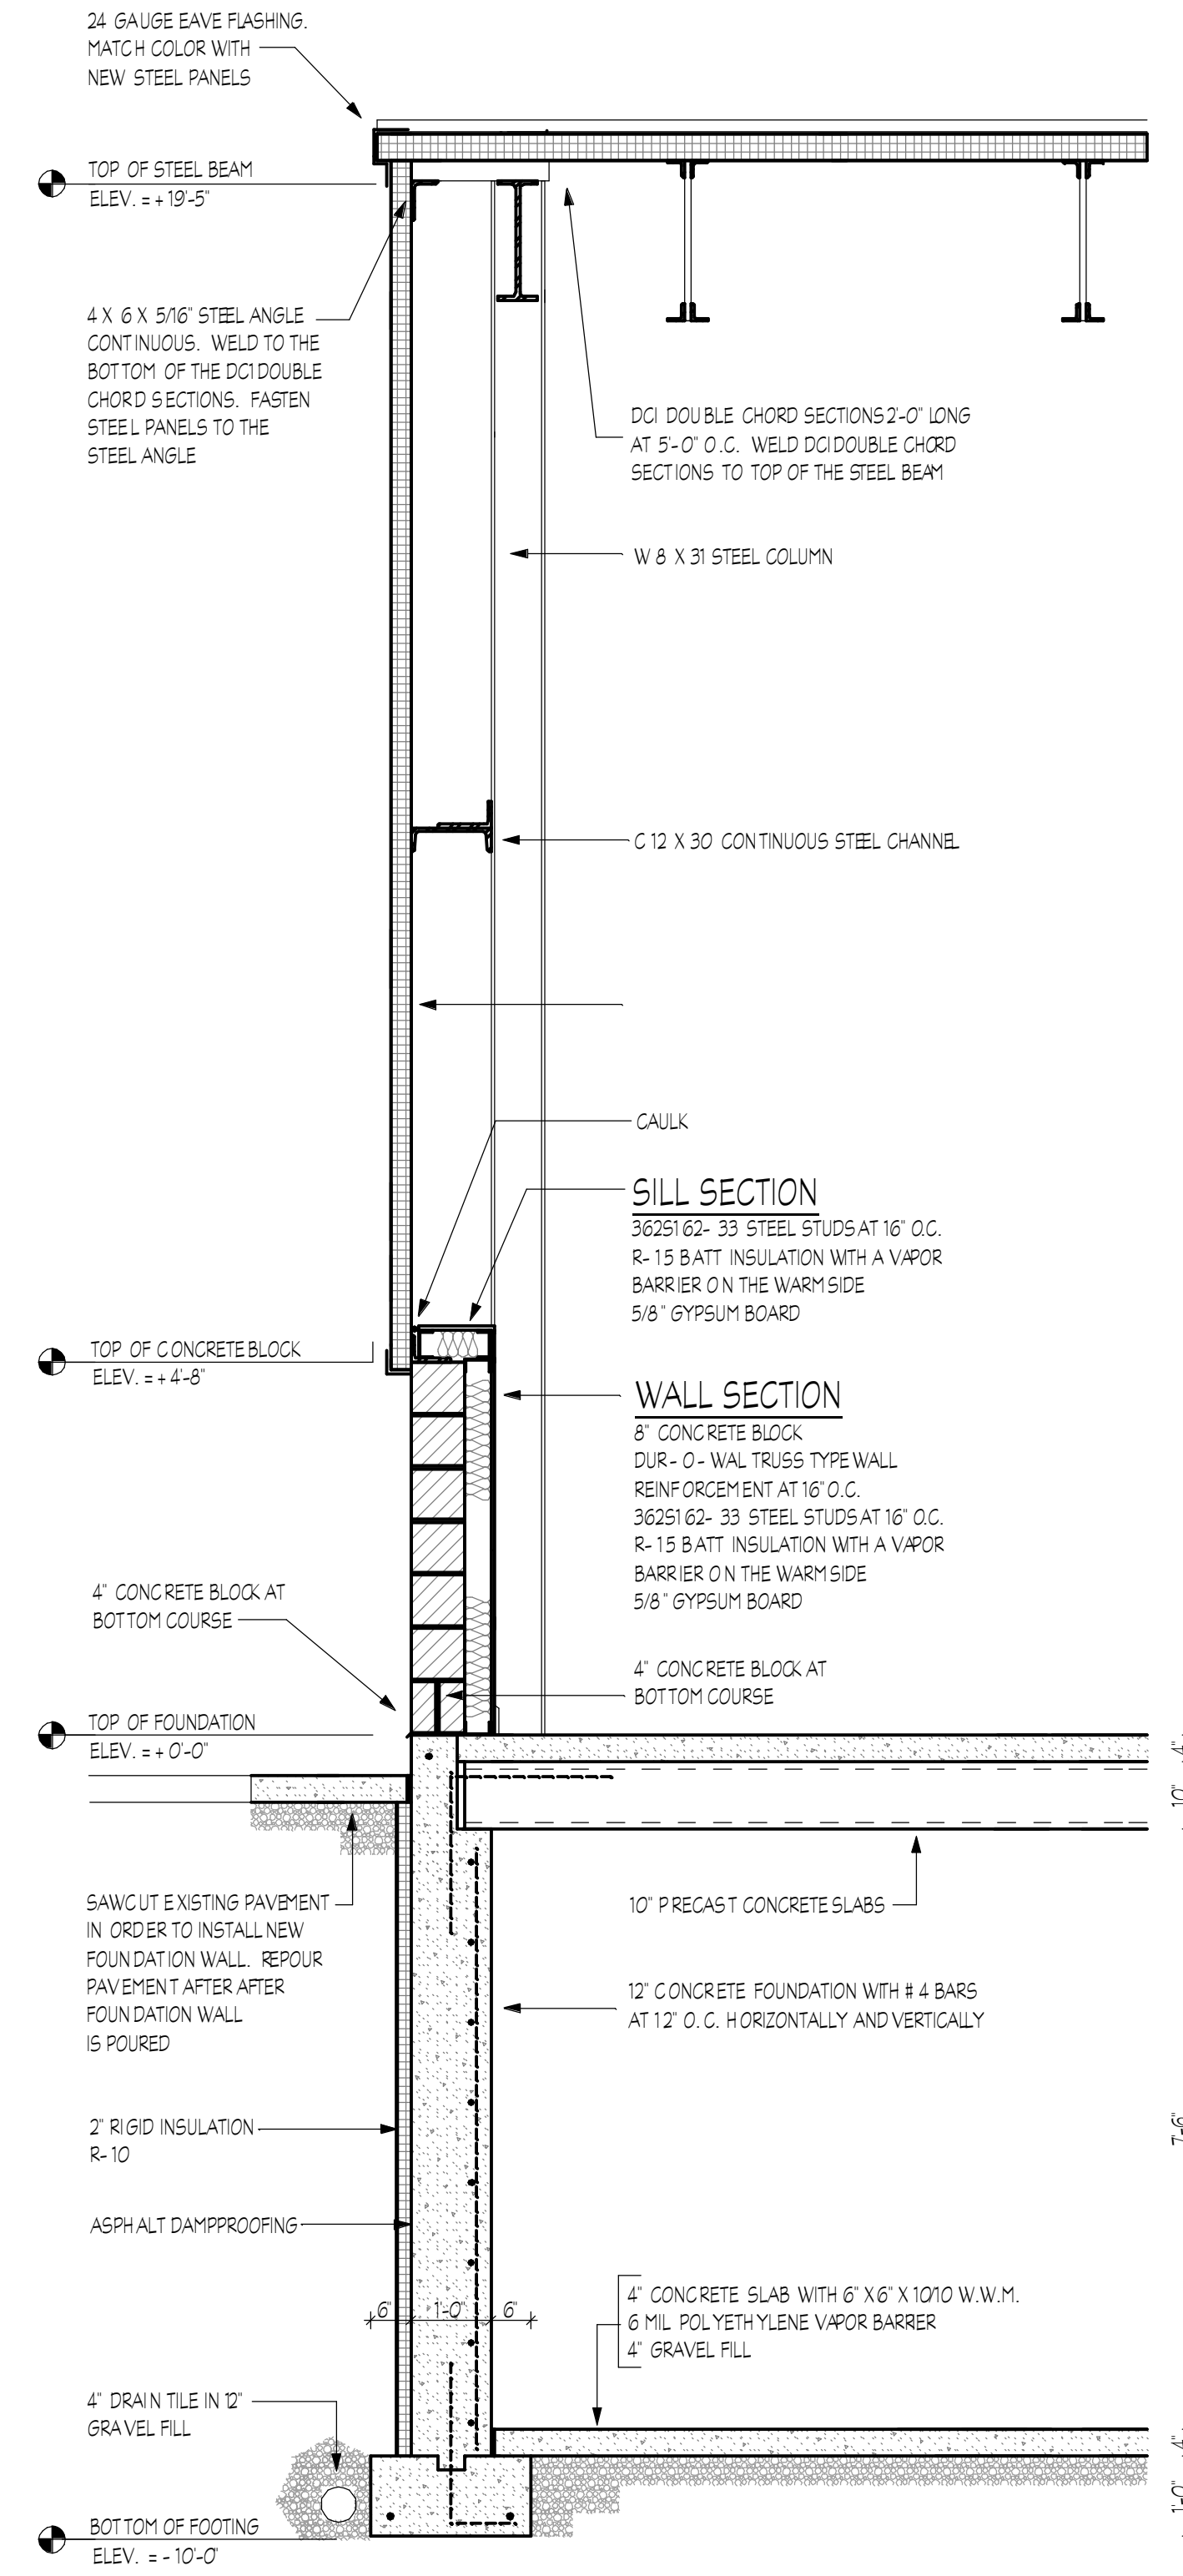 24 GAUGE EAVE FLASHING.
MATCH COLOR WITH
NEW STEEL PANELS
TOP OF STEEL BEAM
ELEV. = + 19'-5"
4 X 6 X 5/16" STEEL ANGLE
CONTINUOUS. WELD TO THE
BOTTOM OF THE DC1 DOUBLE
CHORD SECTIONS. FASTEN
STEEL PANELS TO THE
STEEL ANGLE
DC1 DOUBLE CHORD SECTIONS 2'-0" LONG
AT 5'-0" O.C. WELD DC1 DOUBLE CHORD
SECTIONS TO TOP OF THE STEEL BEAM
W 8 X 31 STEEL COLUMN
C 12 X 30 CONTINUOUS STEEL CHANNEL
CAULK
SILL SECTION
362S162- 33 STEEL STUDS AT 16" O.C.
R- 15 BATT INSULATION WITH A VAPOR
BARRIER ON THE WARM SIDE
5/8" GYPSUM BOARD
TOP OF CONCRETE BLOCK
ELEV. = + 4'-8"
WALL SECTION
8" CONCRETE BLOCK
DUR- O- WAL TRUSS TYPE WALL
REINFORCEMENT AT 16" O.C.
362S162- 33 STEEL STUDS AT 16" O.C.
R- 15 BATT INSULATION WITH A VAPOR
BARRIER ON THE WARM SIDE
5/8" GYPSUM BOARD
4" CONCRETE BLOCK AT
BOTTOM COURSE
4" CONCRETE BLOCK AT
BOTTOM COURSE
TOP OF FOUNDATION
ELEV. = + 0'-0"
4"
10"
SAWCUT EXISTING PAVEMENT
IN ORDER TO INSTALL NEW
FOUNDATION WALL. REPOUR
PAVEMENT AFTER AFTER
FOUNDATION WALL
IS POURED
10" PRECAST CONCRETE SLABS
12" CONCRETE FOUNDATION WITH # 4 BARS
AT 12" O.C. HORIZONTALLY AND VERTICALLY
7'-6"
2" RIGID INSULATION
R- 10
ASPHALT DAMPPROOFING
6" 1'-0" 6"
4" CONCRETE SLAB WITH 6" X 6" X 10/10 W.W.M.
6 MIL POLYETHYLENE VAPOR BARRIER
4" GRAVEL FILL
4" DRAIN TILE IN 12"
GRAVEL FILL
4"
1'-0"
BOTTOM OF FOOTING
ELEV. = - 10'-0"